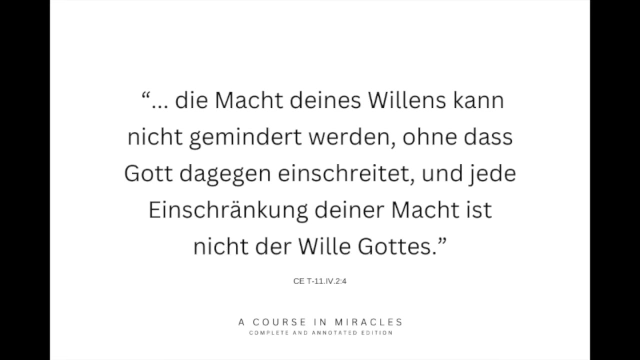 “... die Macht deines Willens kann
nicht gemindert werden, ohne dass
Gott dagegen einschreitet, und jede
Einschränkung deiner Macht ist
nicht der Wille Gottes.”
CE T-11.IV.2:4
A COURSE IN MIRACLES
COMPLETE AND ANNOTATED EDITION